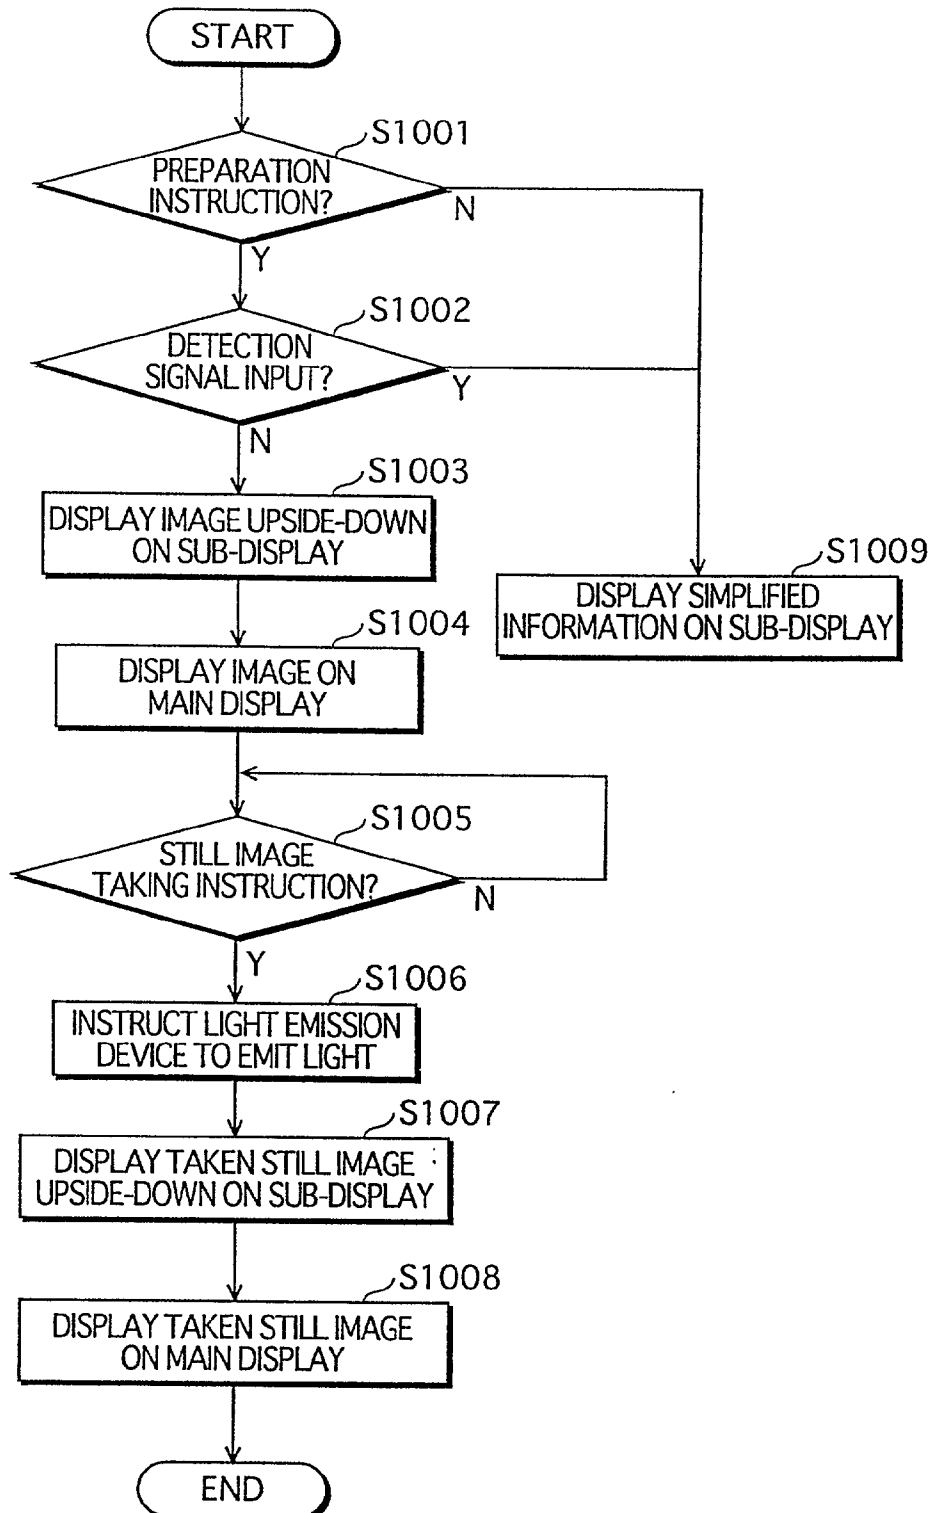 START
S1001
PREPARATION
INSTRUCTION?
N
Y
S1002
DETECTION
SIGNAL INPUT?
Y
N
S1003
DISPLAY IMAGE UPSIDE-DOWN
ON SUB-DISPLAY
S1009
DISPLAY SIMPLIFIED
INFORMATION ON SUB-DISPLAY
S1004
DISPLAY IMAGE ON
MAIN DISPLAY
S1005
STILL IMAGE
TAKING INSTRUCTION?
N
Y
S1006
INSTRUCT LIGHT EMISSION
DEVICE TO EMIT LIGHT
S1007
DISPLAY TAKEN STILL IMAGE
UPSIDE-DOWN ON SUB-DISPLAY
S1008
DISPLAY TAKEN STILL IMAGE
ON MAIN DISPLAY
END